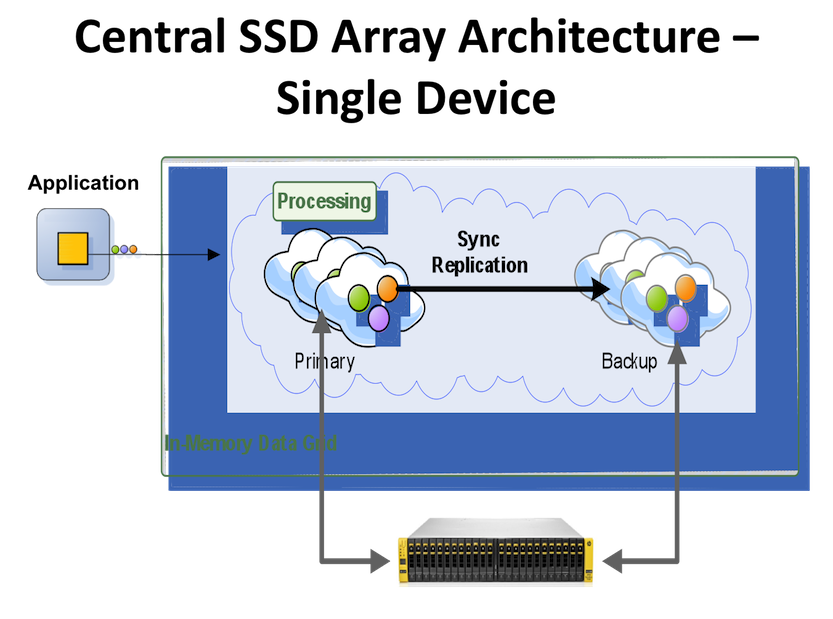 Central SSD Array Architecture –
Single Device
Application
Processing
Sync
Replication
Primary
Backup
In Memory Data Grid